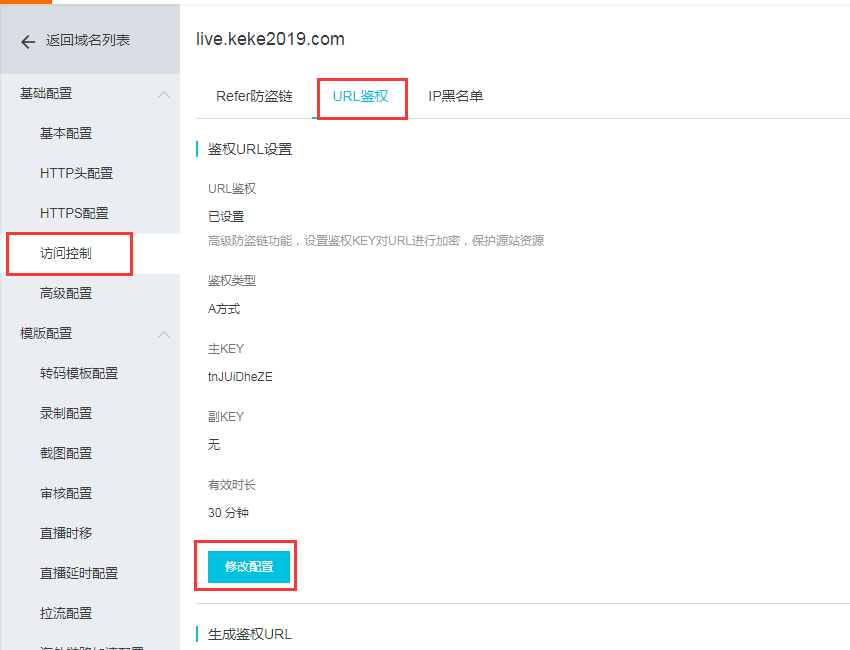 返回域名列表
基础配置
基本配置
HTTP头配置
HTTPS配置
访问控制
高级配置
模版配置
转码模板配置
录制配置
截图配置
审核配置
直播时移
直播延时配置
拉流配置
live.keke2019.com
Refer防盗链 URL鉴权 IP黑名单
鉴权URL设置
URL鉴权
已设置
高级防盗链功能，设置鉴权KEY对URL进行加密，保护源站资源
鉴权类型
A方式
主KEY
tnJUiDheZE
副KEY
无
有效时长
30 分钟
修改配置
生成鉴权URL